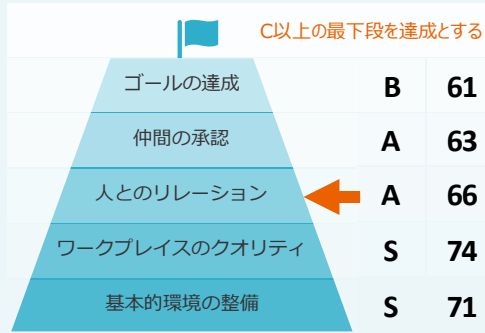 C以上の最下段を達成とする
ゴールの達成 B 61
仲間の承認 A 63
人とのリレーション A 66
ワークプレイスのクオリティ S 74
基本的環境の整備 S 71